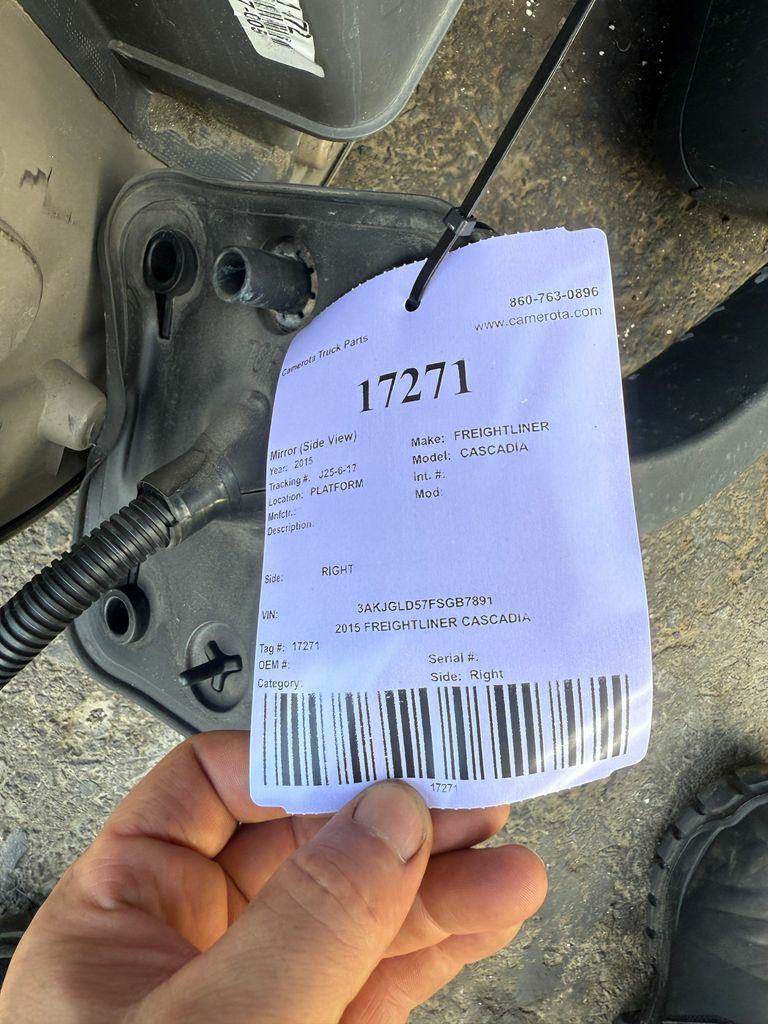 860-763-0896
www.camerota.com
Camerota Truck Parts
17271
Mirror (Side View)
Year: 2015
Tracking #: J25-6-17
Location: PLATFORM
Mnfctr.:
Description:
Make: FREIGHTLINER
Model: CASCADIA
Int. #:
Mod:
Side: RIGHT
VIN: 3AKJGLD57FSGB7891
2015 FREIGHTLINER CASCADIA
Tag #: 17271
OEM #:
Category:
Serial #:
Side: Right
17271